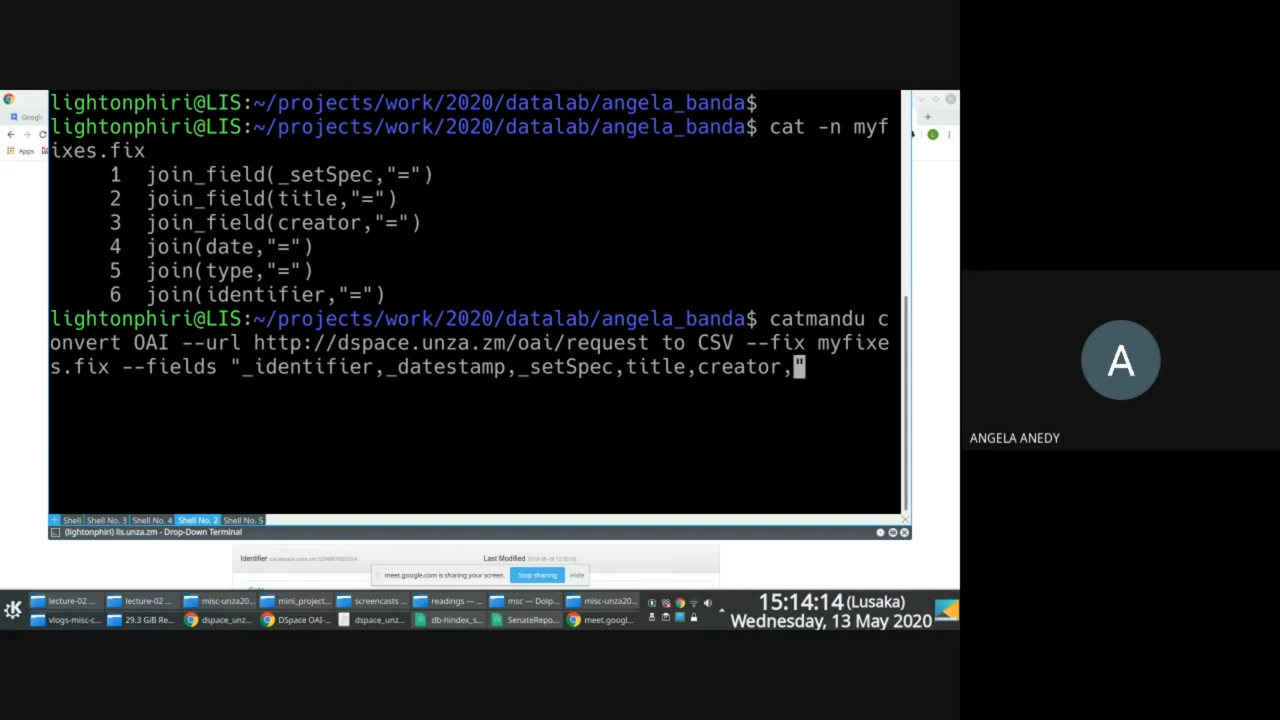 lightonphiri@LIS:~/projects/work/2020/datalab/angela_banda$
lightonphiri@LIS:~/projects/work/2020/datalab/angela_banda$ cat -n myf
ixes.fix
1 join_field(_setSpec,"=")
2 join_field(title,"=")
3 join_field(creator,"=")
4 join(date,"=")
5 join(type,"=")
6 join(identifier,"=")
lightonphiri@LIS:~/projects/work/2020/datalab/angela_banda$ catmandu c
onvert OAI --url http://dspace.unza.zm/oai/request to CSV --fix myfixe
s.fix --fields "_identifier,_datestamp,_setSpec,title,creator,"
Google
Apps
A
ANGELA ANEDY
Shell Shell No. 3 Shell No. 4 Shell No. 2 Shell No. 5
(lightonphiri) lis.unza.zm - Drop-Down Terminal
Identifier Last Modified
meet.google.com is sharing your screen. Stop sharing Hide
lecture-02 ... lecture-02 ... misc-unza20... mini_project... screencasts ... readings — ... msc — Dolp... misc-unza20...
vlogs-misc-c... 29.3 GiB Re... dspace_unz... DSpace OAI-... dspace_unz... db-hindex_s... SenateRepo... meet.googl...
15:14:14 (Lusaka)
Wednesday, 13 May 2020